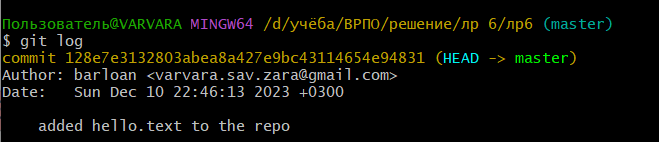 Пользователь@VARVARA MINGW64 /d/учёба/ВРПО/решение/лр 6/лр6 (master)
$ git log
commit 128e7e3132803abea8a427e9bc43114654e94831 (HEAD -> master)
Author: barloan <varvara.sav.zara@gmail.com>
Date:   Sun Dec 10 22:46:13 2023 +0300
    added hello.text to the repo